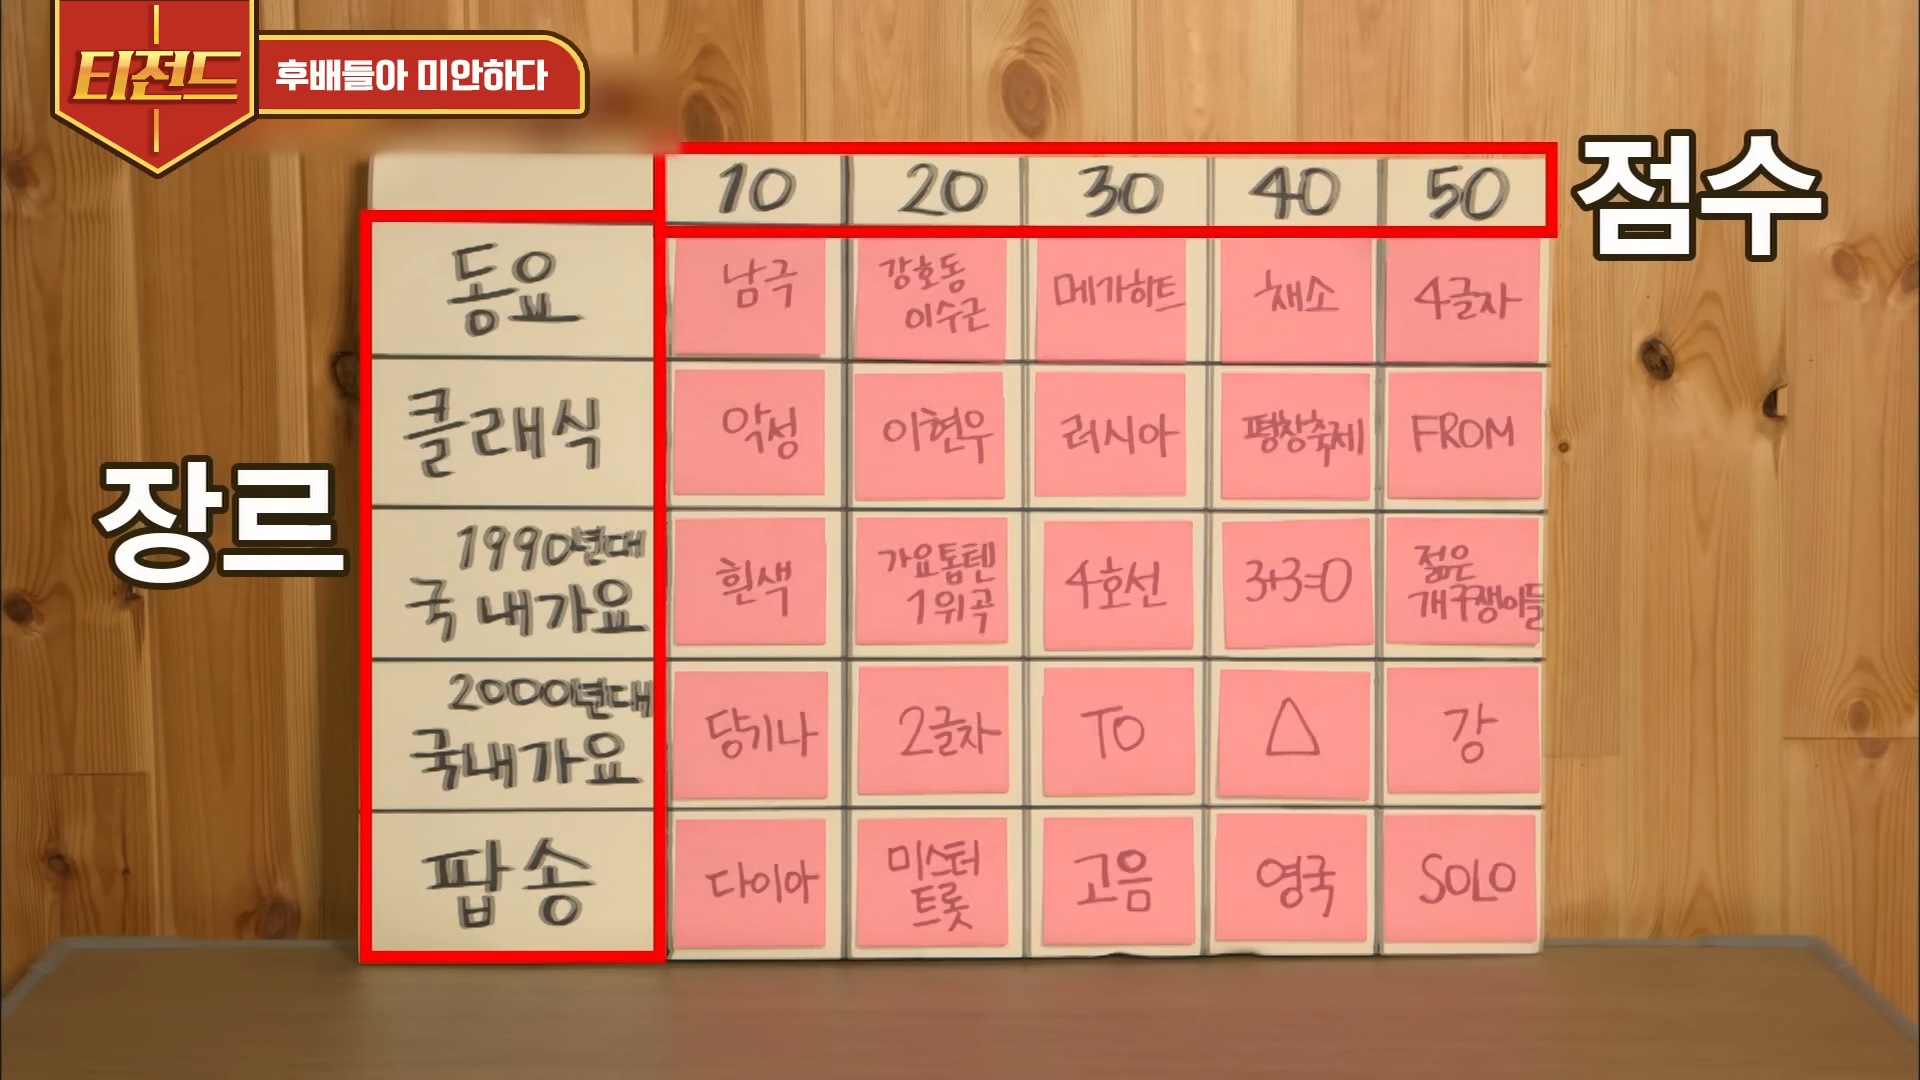 티전드
후배들아 미안하다
점수
장르
10 20 30 40 50
동요 남극 강호동 이수근 메가히트 채소 4글자
클래식 악성 이현우 러시아 평창축제 FROM
1990년대 국내가요 흰색 가요톱텐 1위곡 4호선 3+3=0 젊은 개구쟁이들
2000년대 국내가요 당기나 2글자 TO △ 강
팝송 다이아 미스터 트롯 고음 영국 SOLO